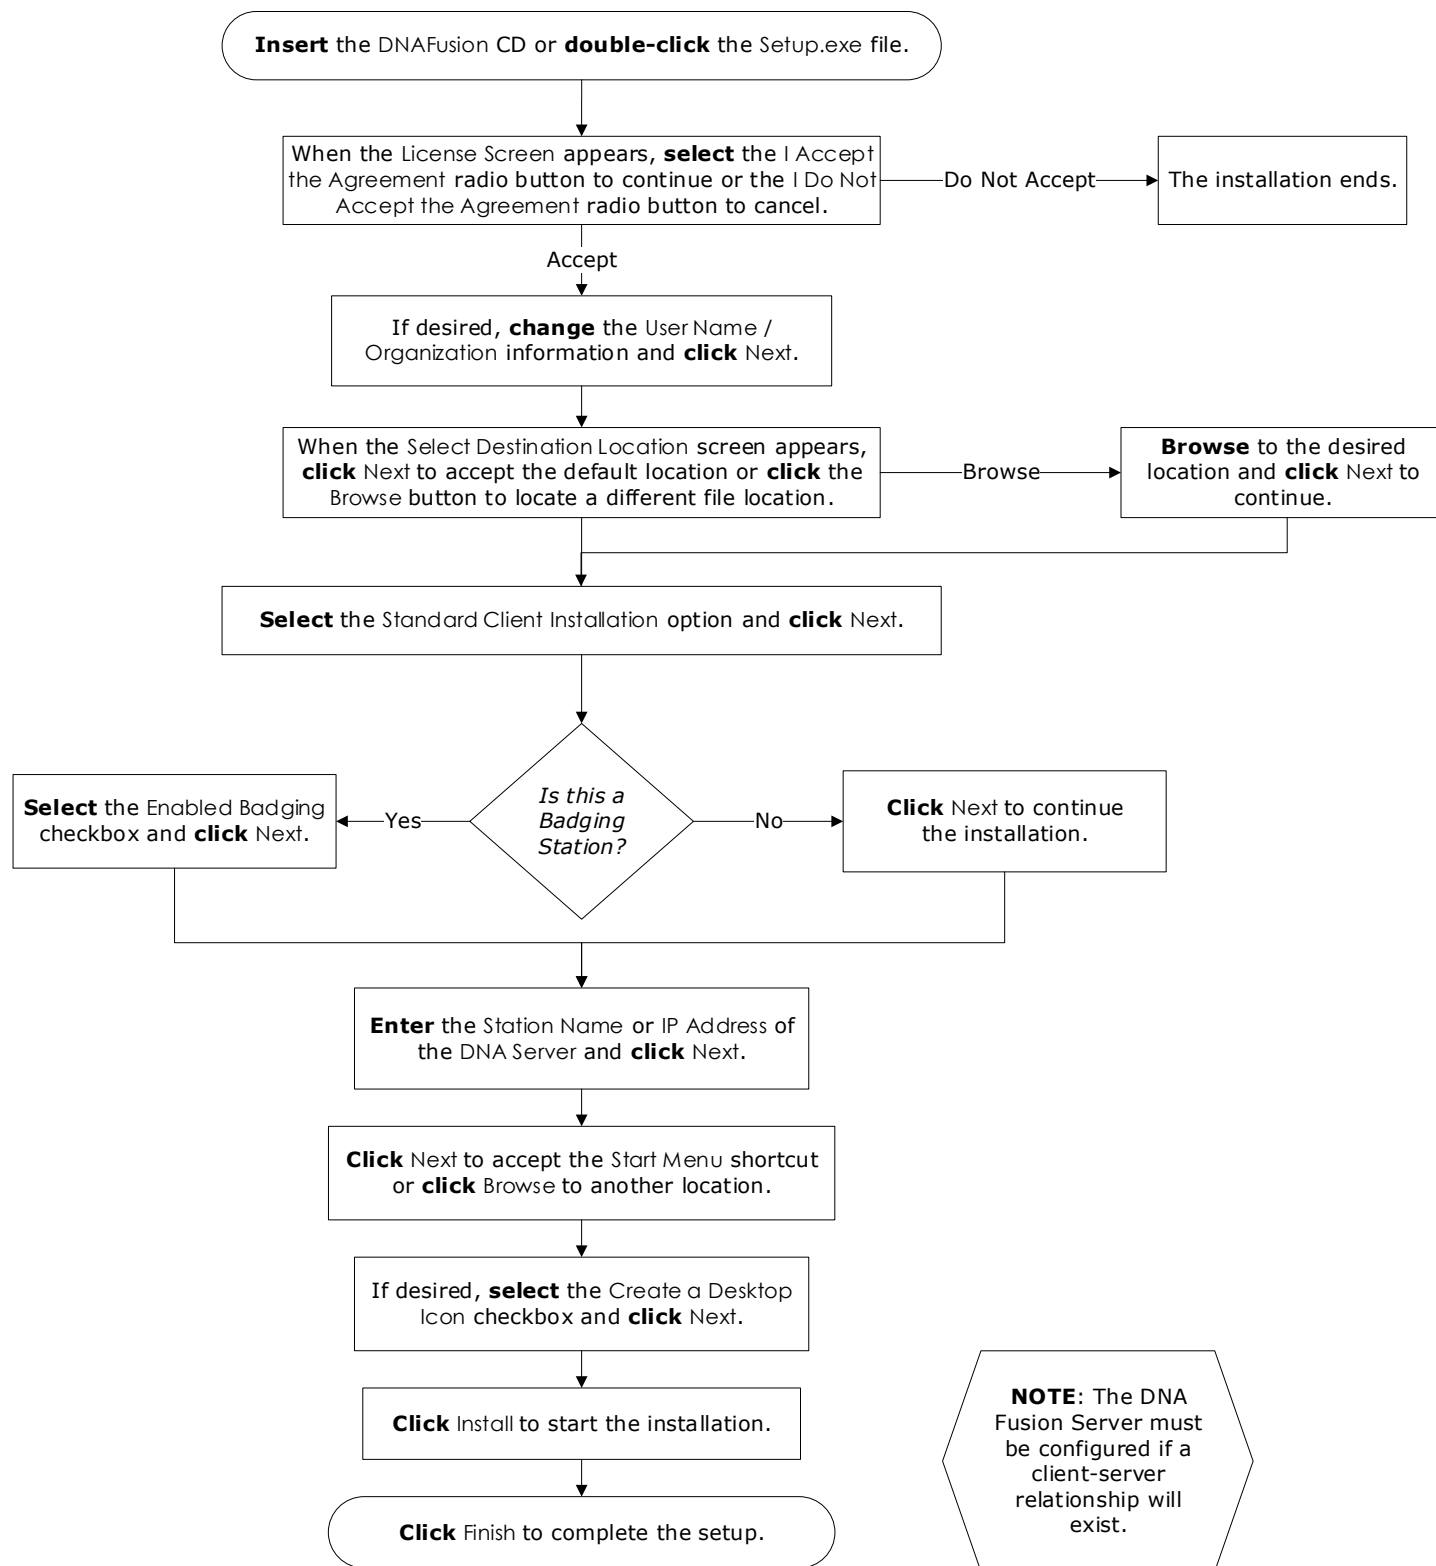 Insert the DNAFusion CD or double-click the Setup.exe file.
When the License Screen appears, select the I Accept
the Agreement radio button to continue or the I Do Not
Accept the Agreement radio button to cancel.
Do Not Accept
The installation ends.
Accept
If desired, change the User Name /
Organization information and click Next.
When the Select Destination Location screen appears,
click Next to accept the default location or click the
Browse button to locate a different file location.
Browse
Browse to the desired
location and click Next to
continue.
Select the Standard Client Installation option and click Next.
Is this a
Badging
Station?
Yes
Select the Enabled Badging
checkbox and click Next.
No
Click Next to continue
the installation.
Enter the Station Name or IP Address of
the DNA Server and click Next.
Click Next to accept the Start Menu shortcut
or click Browse to another location.
If desired, select the Create a Desktop
Icon checkbox and click Next.
Click Install to start the installation.
Click Finish to complete the setup.
NOTE: The DNA
Fusion Server must
be configured if a
client-server
relationship will
exist.